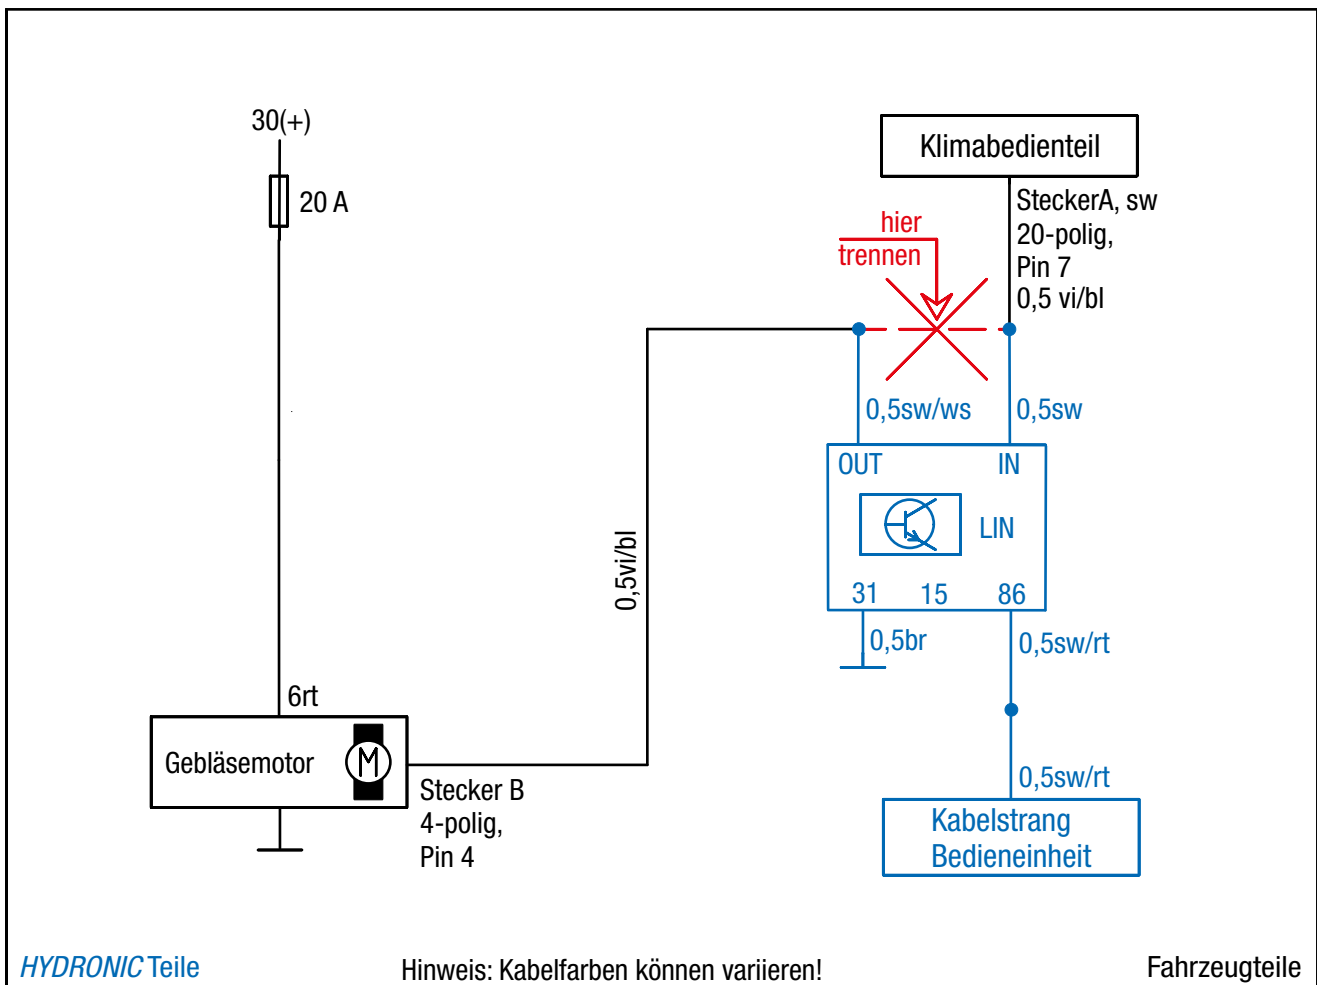 30(+)
20 A
Klimabedienteil
SteckerA, sw
20-polig,
Pin 7
0,5 vi/bl
hier
trennen
0,5sw/ws
0,5sw
OUT
IN
LIN
31
15
86
0,5br
0,5sw/rt
0,5vi/bl
6rt
Gebläsemotor
M
Stecker B
4-polig,
Pin 4
0,5sw/rt
Kabelstrang
Bedieneinheit
HYDRONIC Teile
Hinweis: Kabelfarben können variieren!
Fahrzeugteile